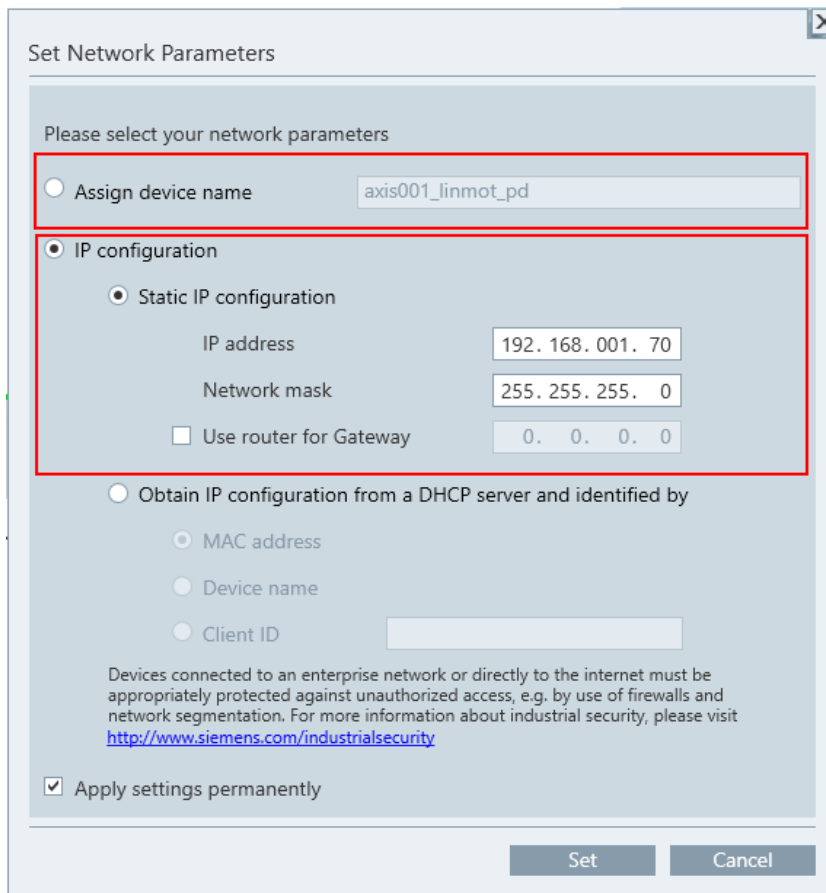 Set Network Parameters
Please select your network parameters
Assign device name axis001_linmot_pd
IP configuration
Static IP configuration
IP address 192. 168. 001. 70
Network mask 255. 255. 255. 0
Use router for Gateway 0. 0. 0. 0
Obtain IP configuration from a DHCP server and identified by
MAC address
Device name
Client ID
Devices connected to an enterprise network or directly to the internet must be
appropriately protected against unauthorized access, e.g. by use of firewalls and
network segmentation. For more information about industrial security, please visit
http://www.siemens.com/industrialsecurity
Apply settings permanently
Set Cancel